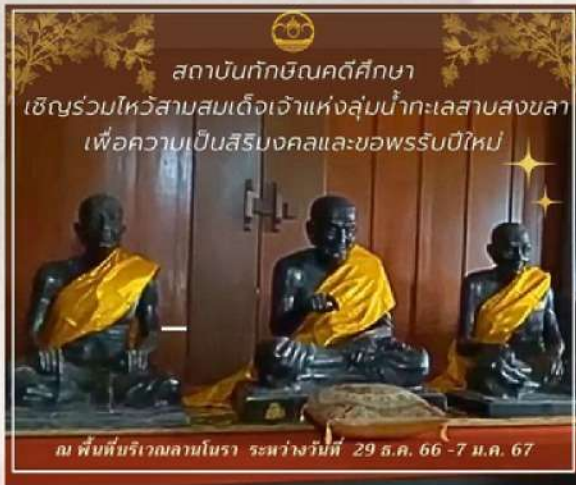 สถาบันทักษิณคดีศึกษา
เชิญร่วมไหว้สามสมเด็จเจ้าแห่งลุ่มน้ำทะเลสาบสงขลา
เพื่อความเป็นสิริมงคลและขอพรรับปีใหม่
ณ พื้นที่บริเวณลานโนรา ระหว่างวันที่ 29 ธ.ค. 66 -7 ม.ค. 67